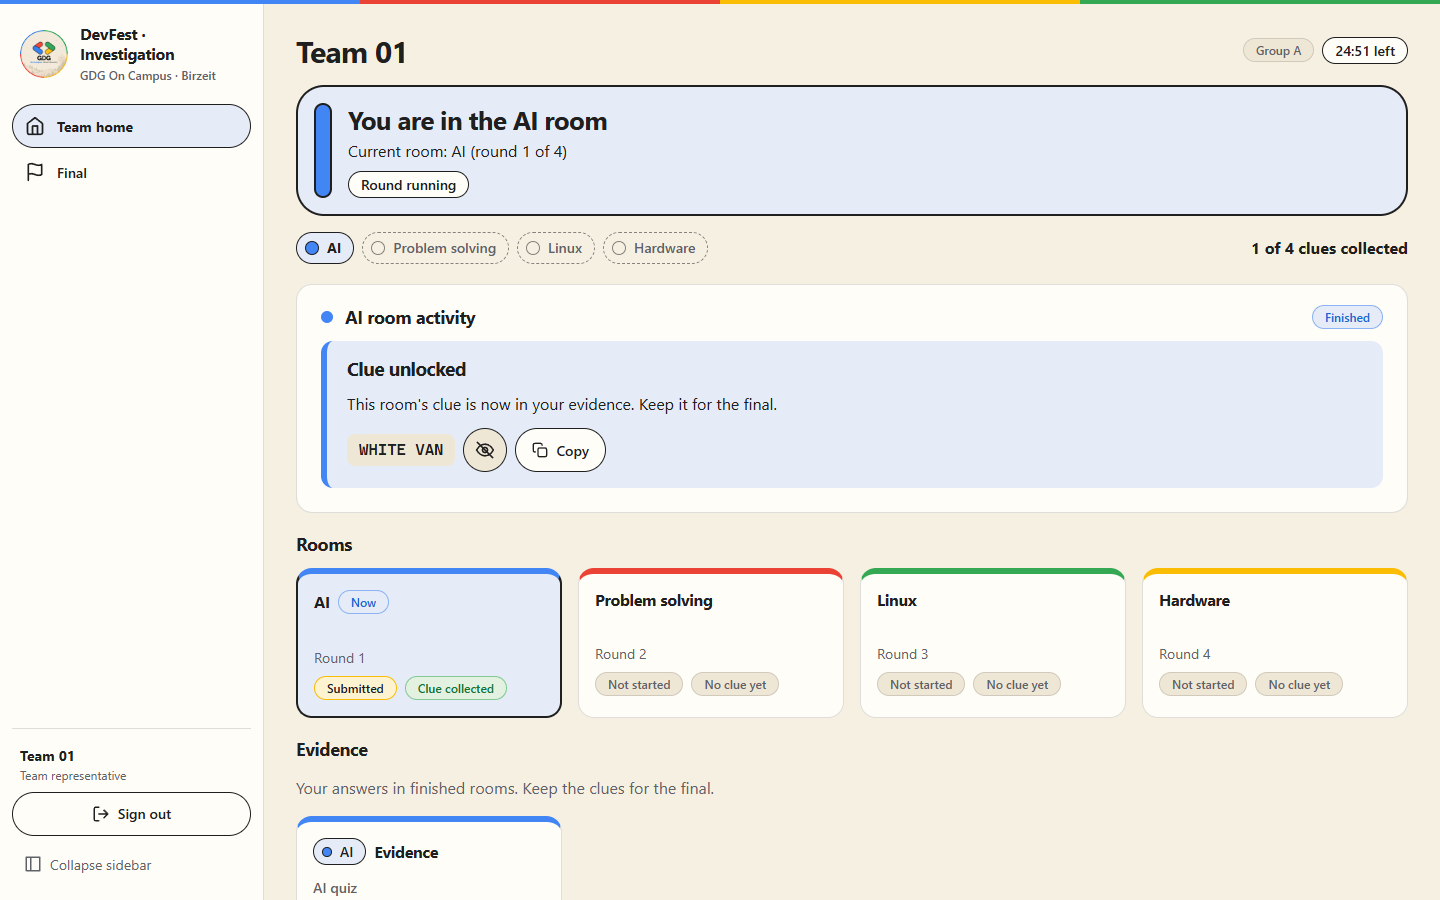 DevFest ·
Investigation
GDG On Campus · Birzeit
Team home
Final
Team 01
Team representative
Sign out
Collapse sidebar
Team 01
Group A
24:51 left
You are in the AI room
Current room: AI (round 1 of 4)
Round running
AI
Problem solving
Linux
Hardware
1 of 4 clues collected
AI room activity
Finished
Clue unlocked
This room's clue is now in your evidence. Keep it for the final.
WHITE VAN
Copy
Rooms
AI
Now
Round 1
Submitted
Clue collected
Problem solving
Round 2
Not started
No clue yet
Linux
Round 3
Not started
No clue yet
Hardware
Round 4
Not started
No clue yet
Evidence
Your answers in finished rooms. Keep the clues for the final.
AI
Evidence
AI quiz